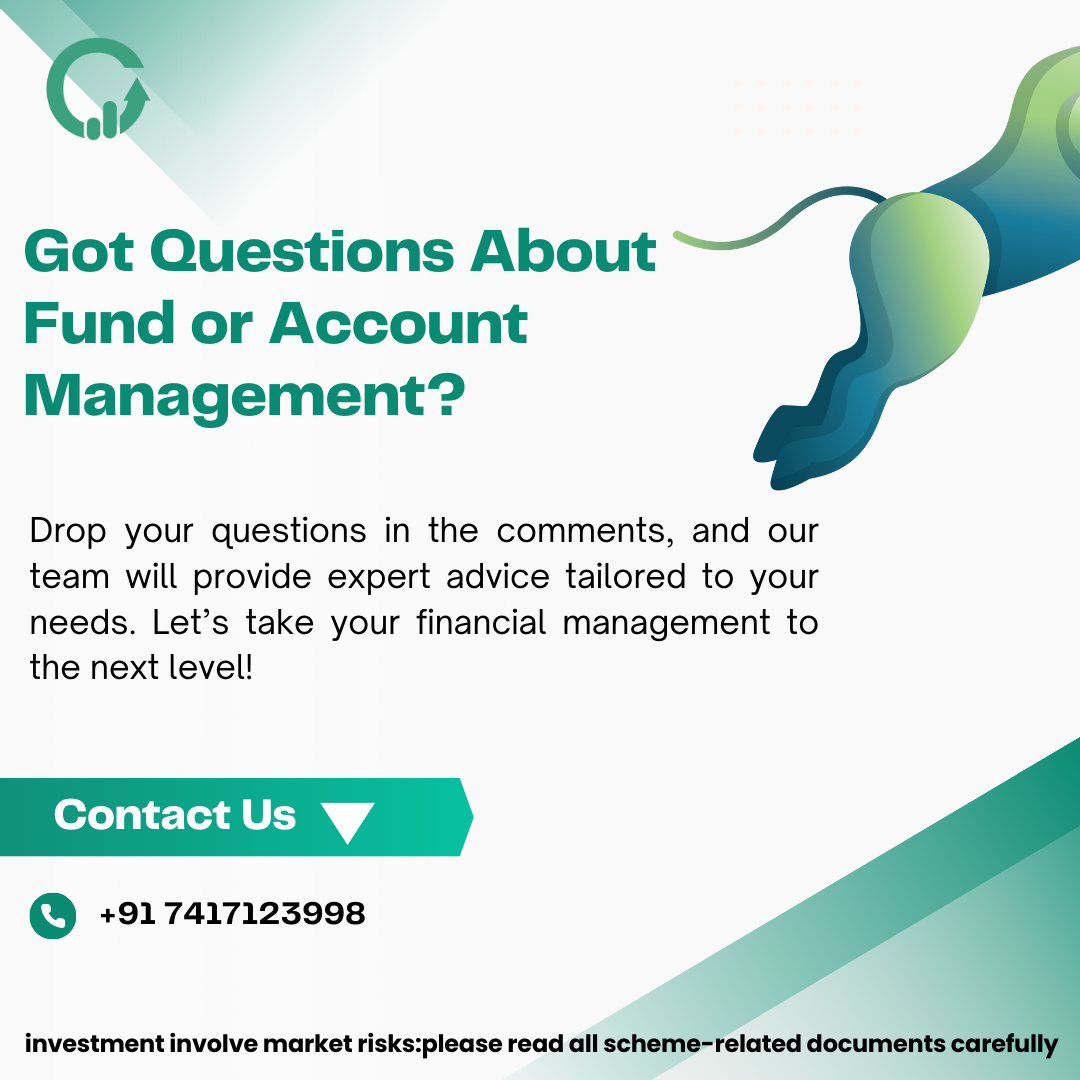 Got Questions About
Fund or Account
Management?
Drop your questions in the comments, and our
team will provide expert advice tailored to your
needs. Let’s take your financial management to
the next level!
Contact Us
+91 7417123998
investment involve market risks:please read all scheme-related documents carefully